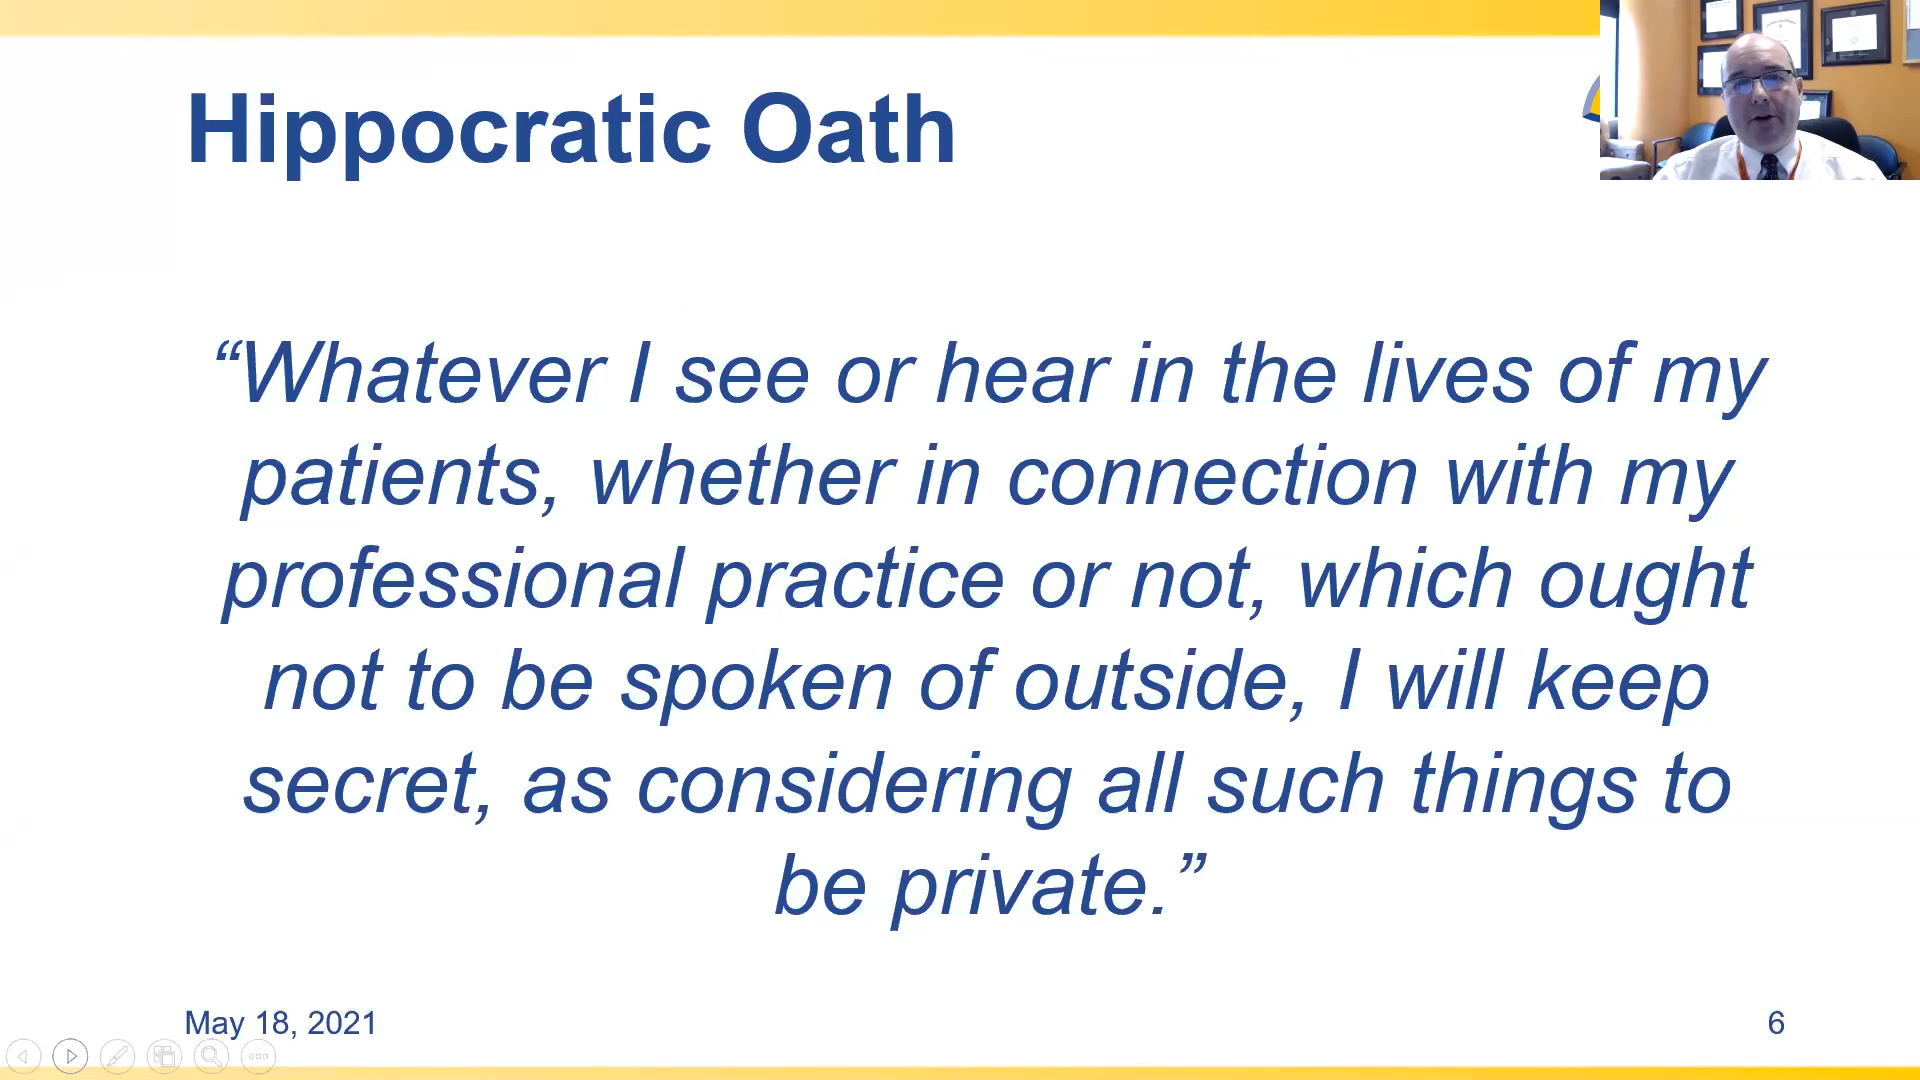 Hippocratic Oath
“Whatever I see or hear in the lives of my
patients, whether in connection with my
professional practice or not, which ought
not to be spoken of outside, I will keep
secret, as considering all such things to
be private.”
May 18, 2021
6